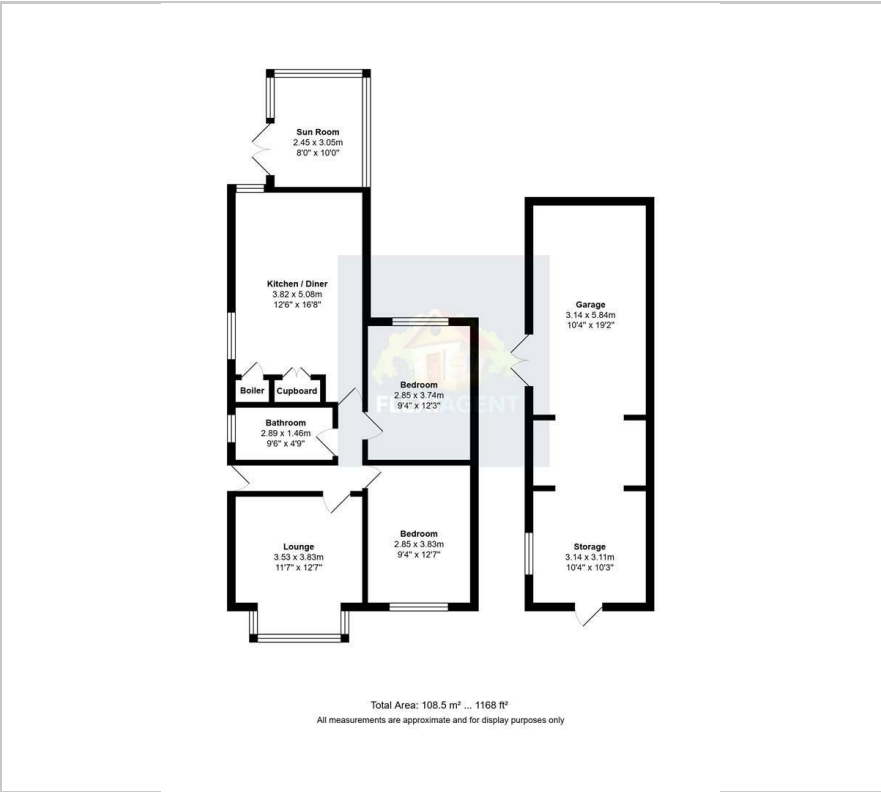 Sun Room
2.45 x 3.05m
8'0" x 10'0"
Kitchen / Diner
3.82 x 5.08m
12'6" x 16'8"
Garage
3.14 x 5.84m
10'4" x 19'2"
Boiler
Cupboard
Bedroom
2.85 x 3.74m
9'4" x 12'3"
Bathroom
2.89 x 1.46m
9'6" x 4'9"
Lounge
3.53 x 3.83m
11'7" x 12'7"
Bedroom
2.85 x 3.83m
9'4" x 12'7"
Storage
3.14 x 3.11m
10'4" x 10'3"
Total Area: 108.5 m² ... 1168 ft²
All measurements are approximate and for display purposes only